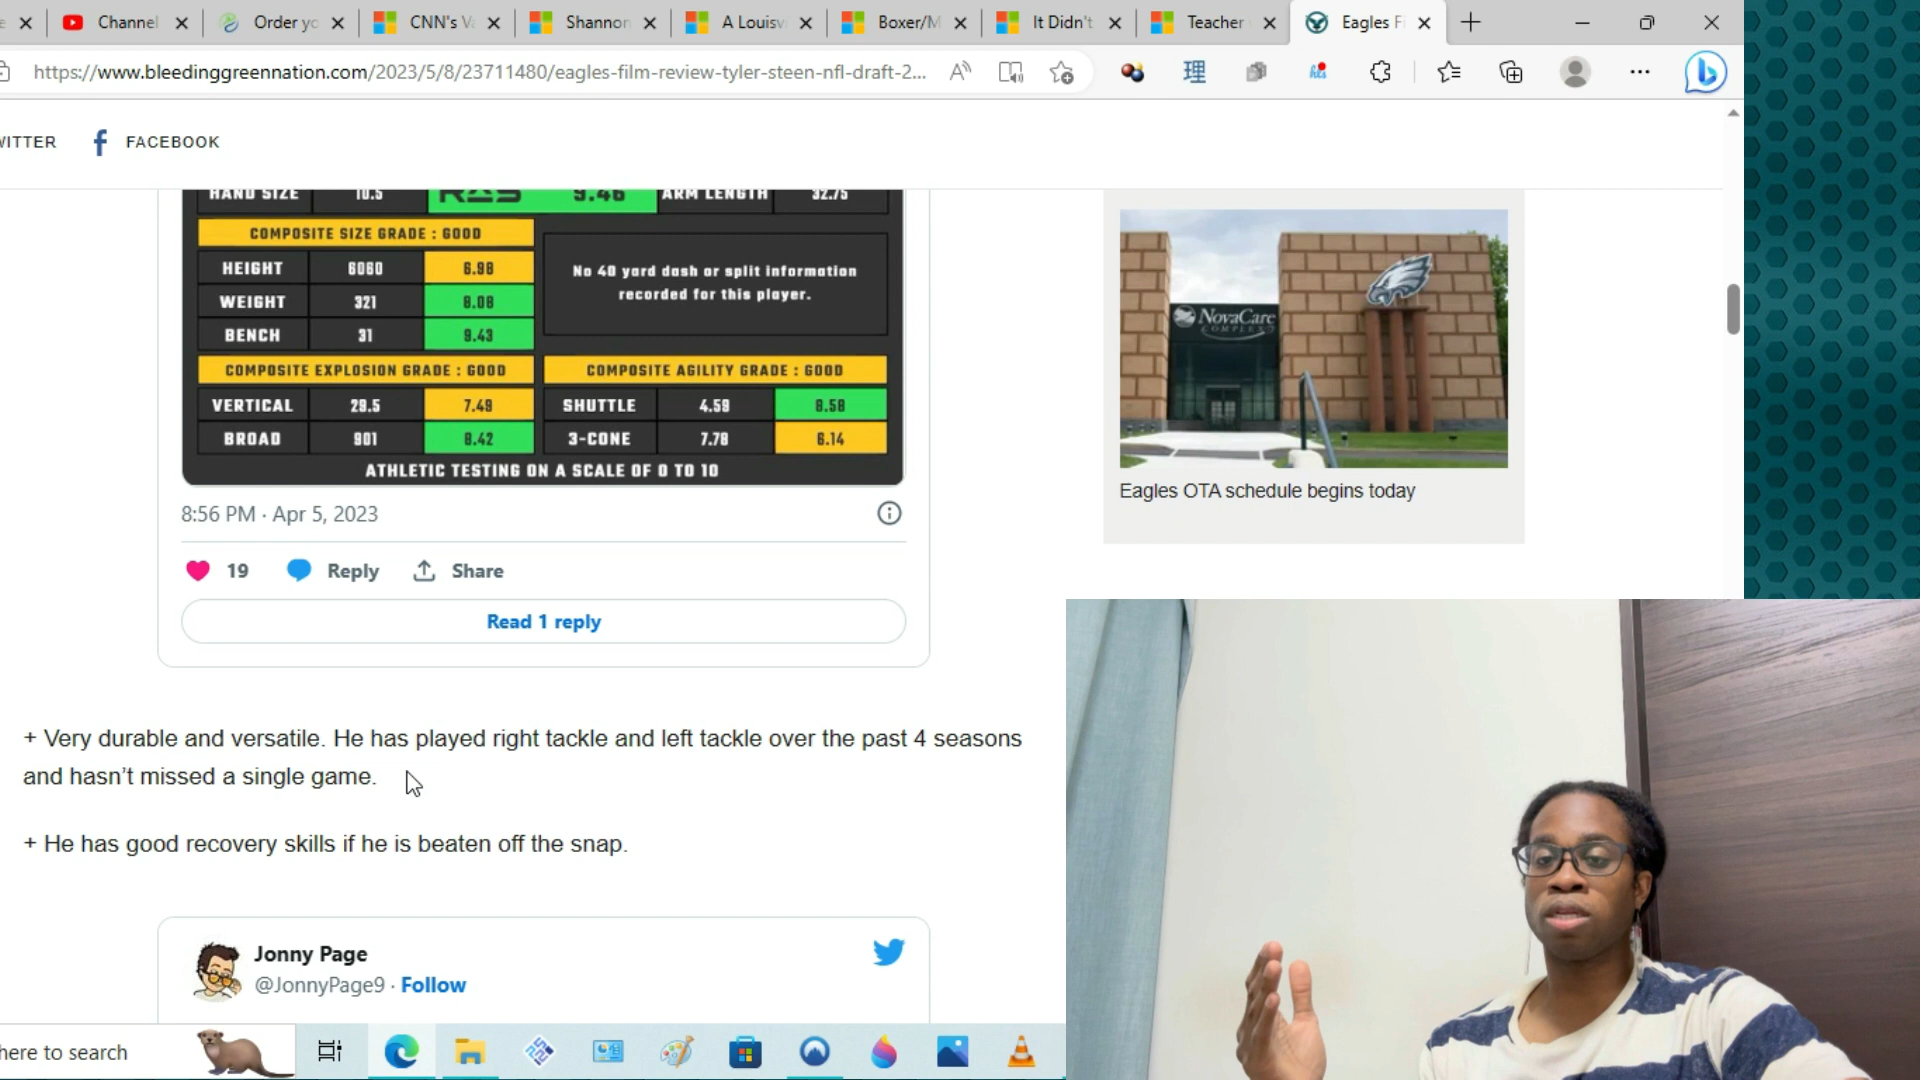 Channel
Order yo
CNN's Va
Shannon
A Louisv
Boxer/M
It Didn't
Teacher
Eagles Fi
https://www.bleedinggreennation.com/2023/5/8/23711480/eagles-film-review-tyler-steen-nfl-draft-2...
理
WITTER
FACEBOOK
HAND SIZE 10.5 RAS 9.46 ARM LENGTH 32.75
COMPOSITE SIZE GRADE : GOOD
HEIGHT 6060 6.98
WEIGHT 321 8.08
BENCH 31 9.43
No 40 yard dash or split information
recorded for this player.
COMPOSITE EXPLOSION GRADE : GOOD
COMPOSITE AGILITY GRADE : GOOD
VERTICAL 29.5 7.49 SHUTTLE 4.59 8.58
BROAD 901 8.42 3-CONE 7.78 6.14
ATHLETIC TESTING ON A SCALE OF 0 TO 10
8:56 PM · Apr 5, 2023
19 Reply Share
Read 1 reply
NovaCare
COMPLEX
Eagles OTA schedule begins today
+ Very durable and versatile. He has played right tackle and left tackle over the past 4 seasons
and hasn’t missed a single game.
+ He has good recovery skills if he is beaten off the snap.
Jonny Page
@JonnyPage9 · Follow
here to search